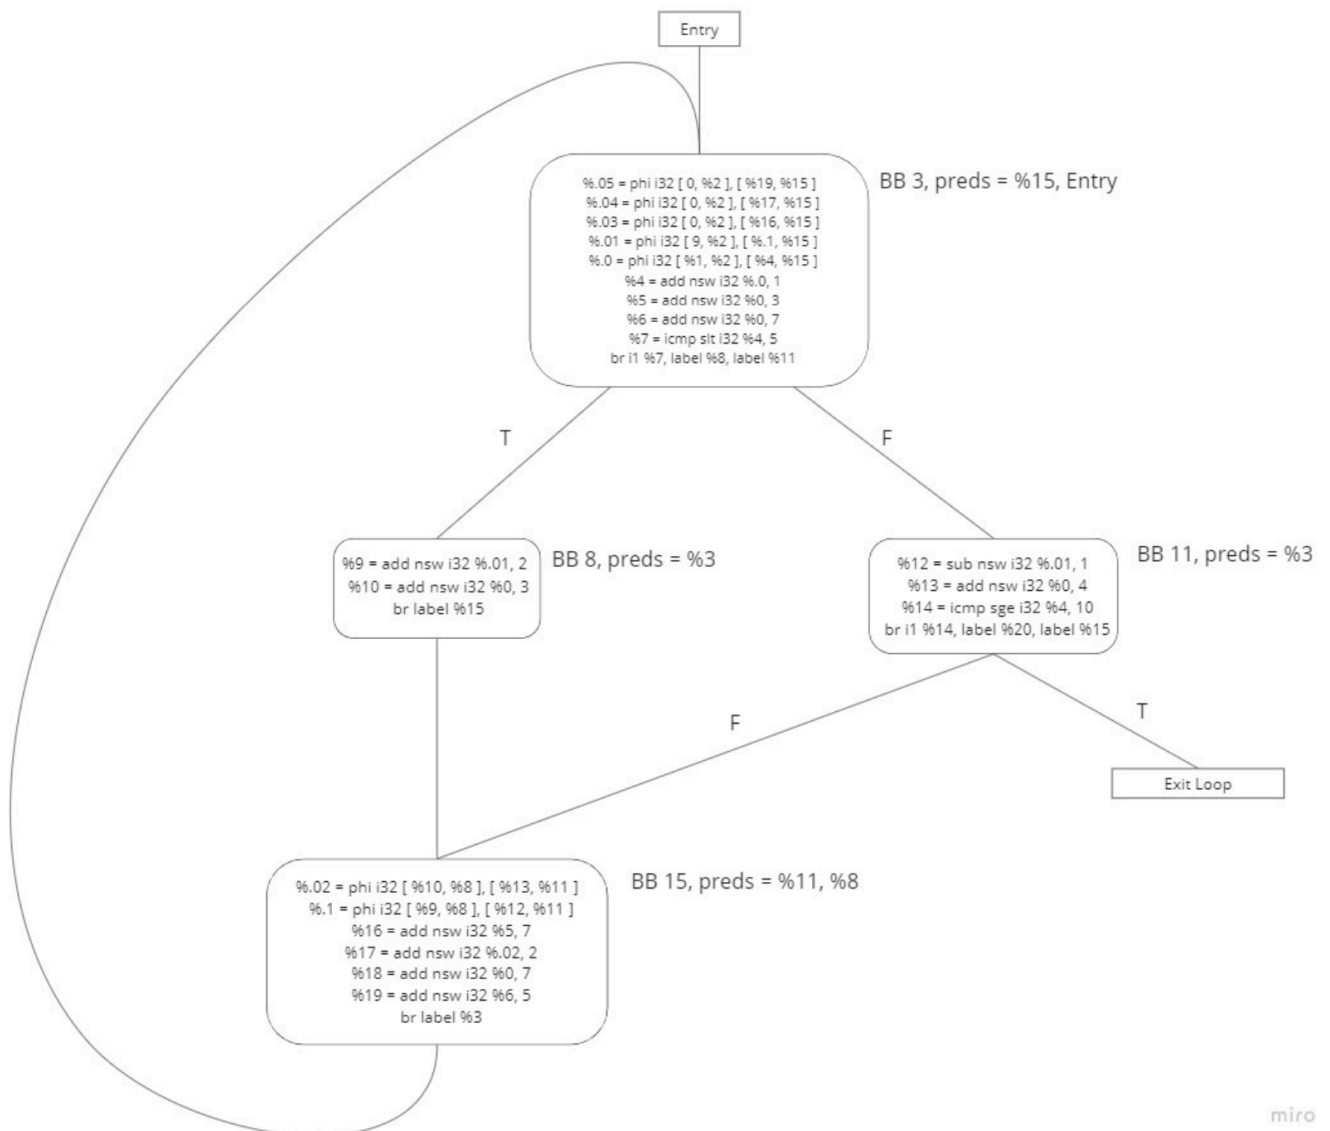 Entry
%.05 = phi i32 [ 0, %2 ], [ %19, %15 ]
%.04 = phi i32 [ 0, %2 ], [ %17, %15 ]
%.03 = phi i32 [ 0, %2 ], [ %16, %15 ]
%.01 = phi i32 [ 9, %2 ], [ %.1, %15 ]
%.0 = phi i32 [ %1, %2 ], [ %4, %15 ]
%4 = add nsw i32 %.0, 1
%5 = add nsw i32 %0, 3
%6 = add nsw i32 %0, 7
%7 = icmp slt i32 %4, 5
br i1 %7, label %8, label %11
BB 3, preds = %15, Entry
T
F
%9 = add nsw i32 %.01, 2
%10 = add nsw i32 %0, 3
br label %15
BB 8, preds = %3
%12 = sub nsw i32 %.01, 1
%13 = add nsw i32 %0, 4
%14 = icmp sge i32 %4, 10
br i1 %14, label %20, label %15
BB 11, preds = %3
F
T
Exit Loop
%.02 = phi i32 [ %10, %8 ], [ %13, %11 ]
%.1 = phi i32 [ %9, %8 ], [ %12, %11 ]
%16 = add nsw i32 %5, 7
%17 = add nsw i32 %.02, 2
%18 = add nsw i32 %0, 7
%19 = add nsw i32 %6, 5
br label %3
BB 15, preds = %11, %8
miro